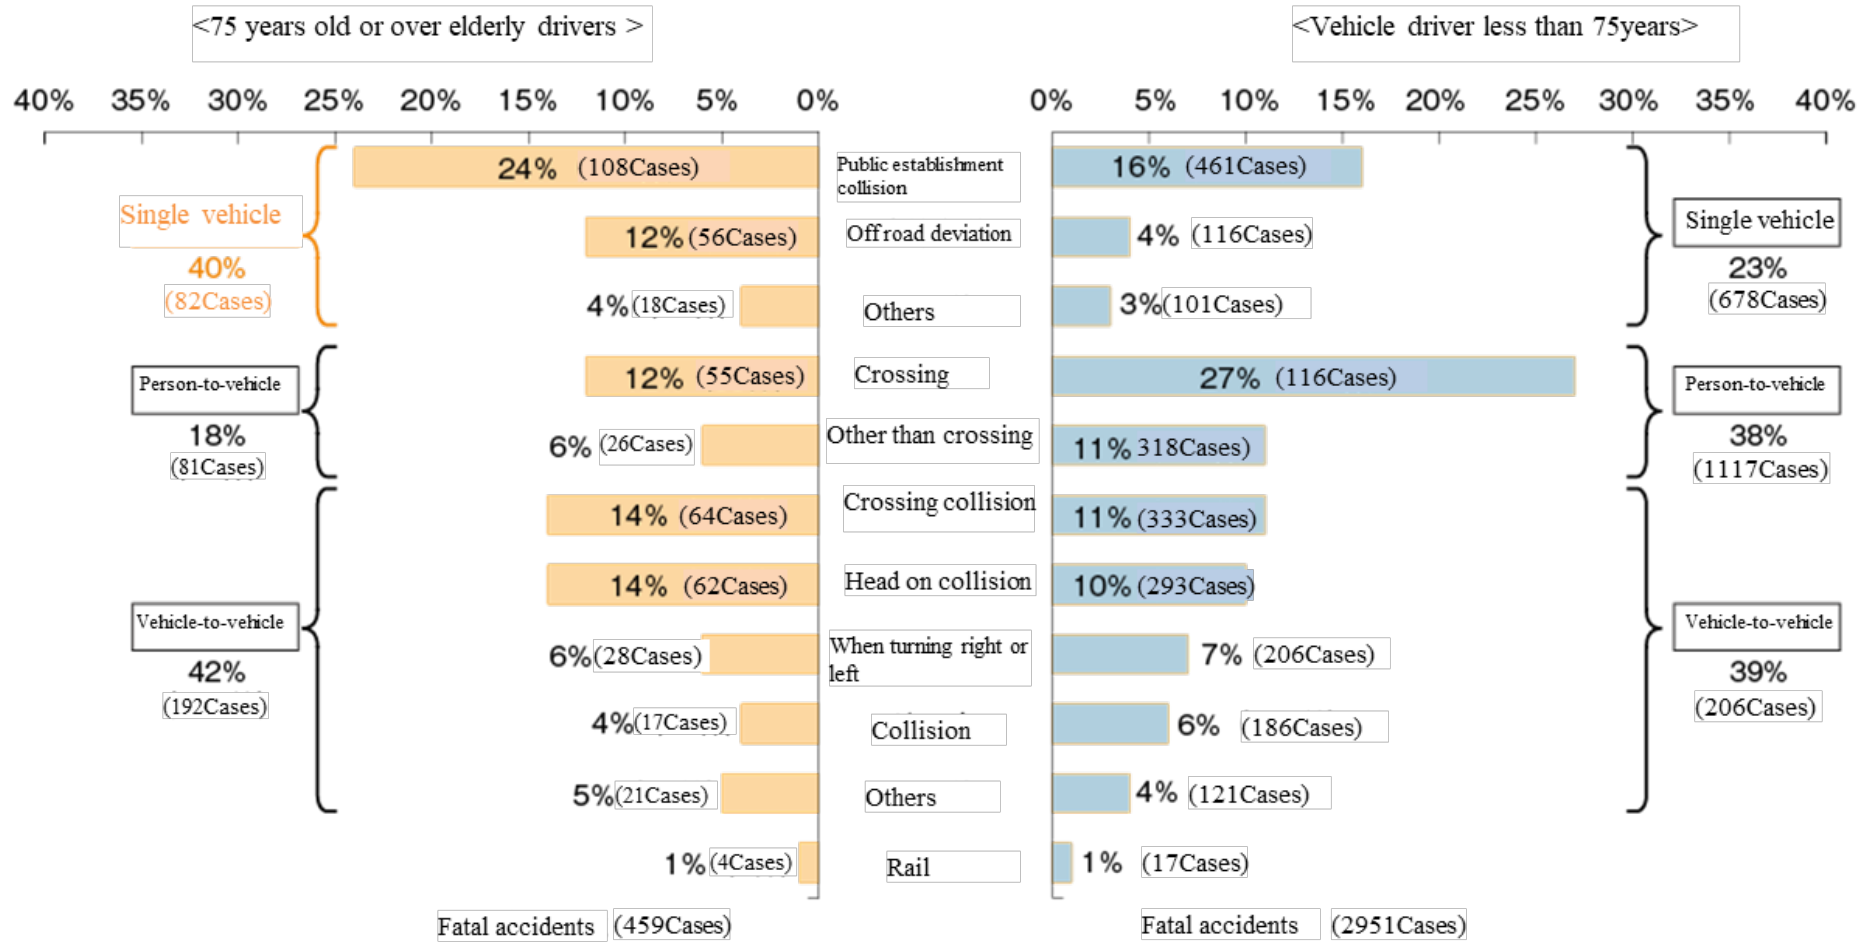 <75 years old or over elderly drivers >
<Vehicle driver less than 75years>
40% 35% 30% 25% 20% 15% 10% 5% 0%
0% 5% 10% 15% 20% 25% 30% 35% 40%
24% (108Cases)
Public establishment
collision
16% (461Cases)
12% (56Cases)
Off road deviation
4% (116Cases)
4% (18Cases)
Others
3% (101Cases)
Single vehicle
40%
(82Cases)
Single vehicle
23%
(678Cases)
12% (55Cases)
Crossing
27% (116Cases)
6% (26Cases)
Other than crossing
11% 318Cases)
Person-to-vehicle
18%
(81Cases)
Person-to-vehicle
38%
(1117Cases)
14% (64Cases)
Crossing collision
11% (333Cases)
14% (62Cases)
Head on collision
10% (293Cases)
6% (28Cases)
When turning right or
left
7% (206Cases)
4% (17Cases)
Collision
6% (186Cases)
5% (21Cases)
Others
4% (121Cases)
Vehicle-to-vehicle
42%
(192Cases)
Vehicle-to-vehicle
39%
(206Cases)
1% (4Cases)
Rail
1% (17Cases)
Fatal accidents (459Cases)
Fatal accidents (2951Cases)